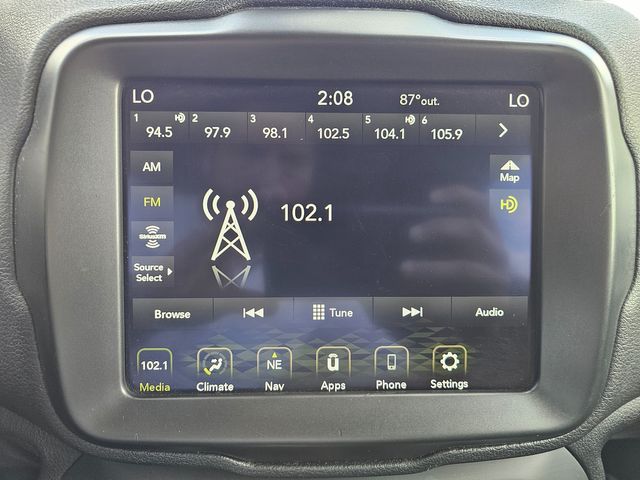 LO 2:08 87°out. LO
1 2 3 4 5 6
94.5 97.9 98.1 102.5 104.1 105.9
AM Map
FM HD
102.1
SiriusXM
Source
Select
Browse Tune Audio
102.1 NE
Media Climate Nav Apps Phone Settings